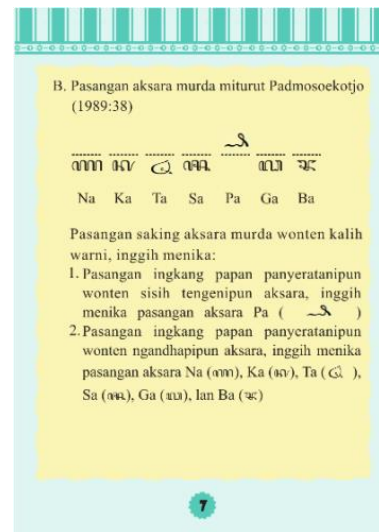 B. Pasangan aksara murda miturut Padmosoekotjo
(1989:38)
Na Ka Ta Sa Pa Ga Ba
Pasangan saking aksara murda wonten kalih
warni, inggih menika:
1. Pasangan ingkang papan panyeratanipun
wonten sisih tengenipun aksara, inggih
menika pasangan aksara Pa ( )
2. Pasangan ingkang papan panyeratanipun
wonten ngandhapipun aksara, inggih menika
pasangan aksara Na ( ), Ka ( ), Ta ( ),
Sa ( ), Ga ( ), lan Ba ( )
7